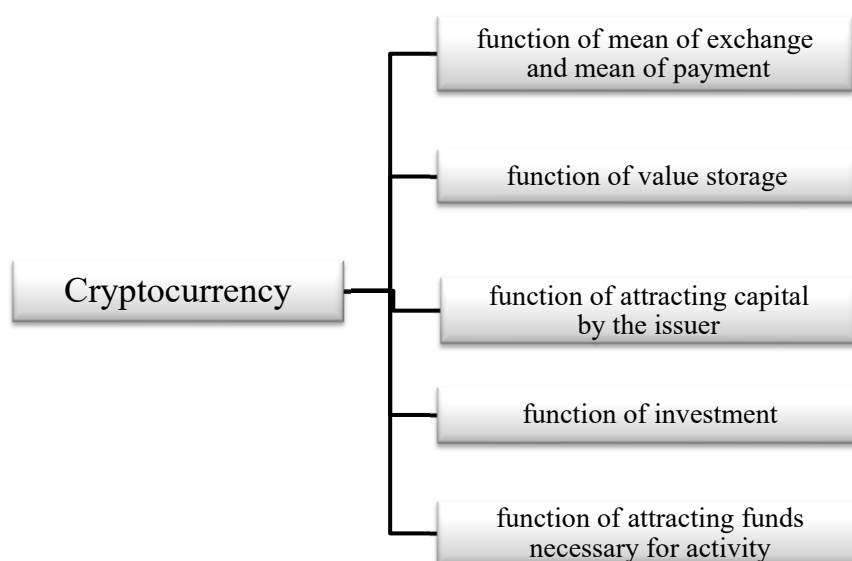 function of mean of exchange
and mean of payment
function of value storage
Cryptocurrency
function of attracting capital
by the issuer
function of investment
function of attracting funds
necessary for activity